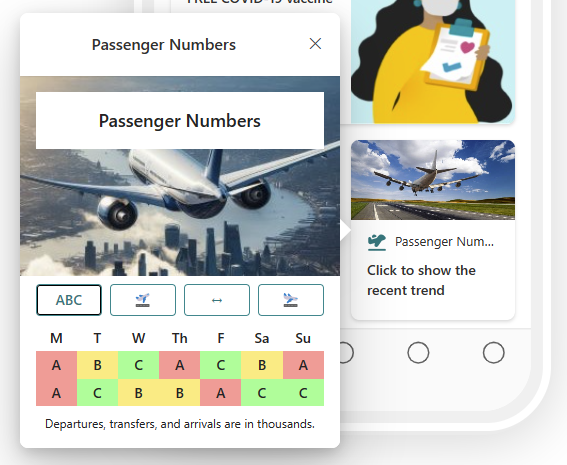 FREE COVID-19 vaccine
Passenger Numbers
Passenger Numbers
ABC
M T W Th F Sa Su
A B C A C B A
A C B B A C C
Departures, transfers, and arrivals are in thousands.
Passenger Num...
Click to show the
recent trend